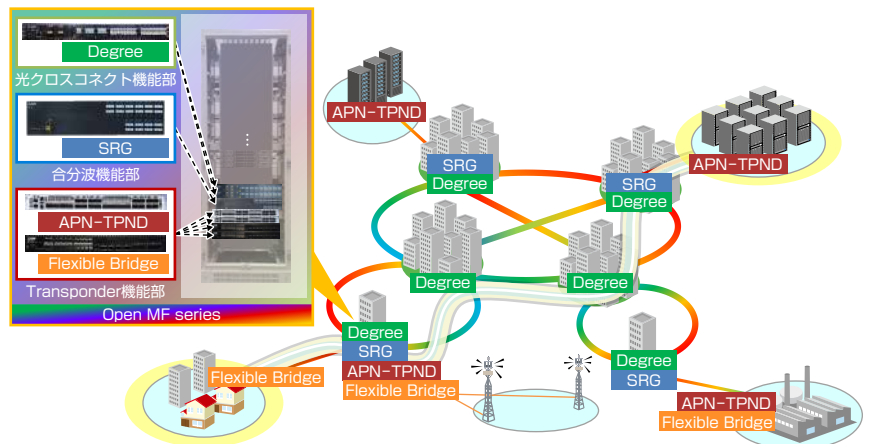 Degree
光クロスコネクト機能部
SRG
合分波機能部
APN-TPND
Flexible Bridge
Transponder機能部
Open MF series
APN-TPND
SRG
Degree
SRG
Degree
APN-TPND
Degree
Degree
Degree
SRG
APN-TPND
Flexible Bridge
Flexible Bridge
Degree
SRG
APN-TPND
Flexible Bridge